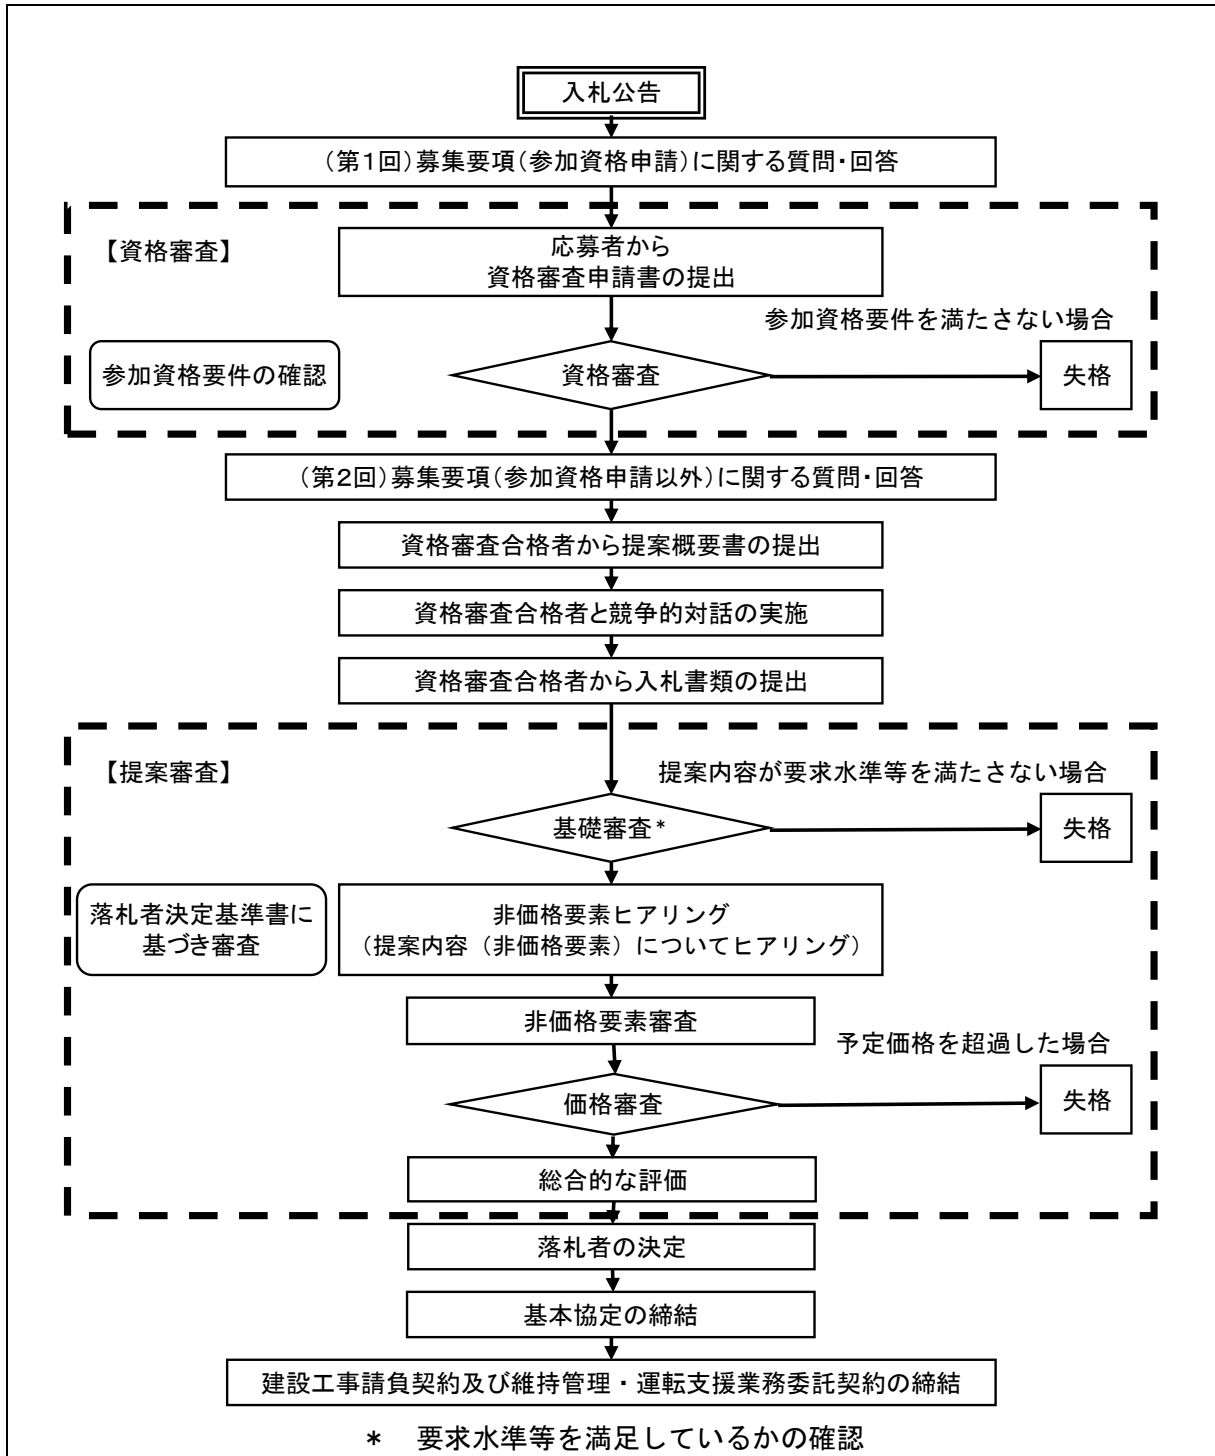 入札公告
(第1回)募集要項(参加資格申請)に関する質問・回答
【資格審査】
応募者から
資格審査申請書の提出
参加資格要件を満たさない場合
参加資格要件の確認
資格審査
失格
(第2回)募集要項(参加資格申請以外)に関する質問・回答
資格審査合格者から提案概要書の提出
資格審査合格者と競争的対話の実施
資格審査合格者から入札書類の提出
【提案審査】
提案内容が要求水準等を満たさない場合
基礎審査*
失格
落札者決定基準書に
基づき審査
非価格要素ヒアリング
(提案内容(非価格要素)についてヒアリング)
非価格要素審査
予定価格を超過した場合
価格審査
失格
総合的な評価
落札者の決定
基本協定の締結
建設工事請負契約及び維持管理・運転支援業務委託契約の締結
* 要求水準等を満足しているかの確認